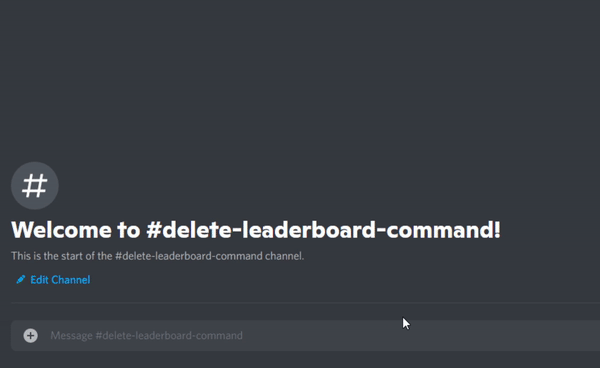 #
Welcome to #delete-leaderboard-command!
This is the start of the #delete-leaderboard-command channel.
Edit Channel
Message #delete-leaderboard-command